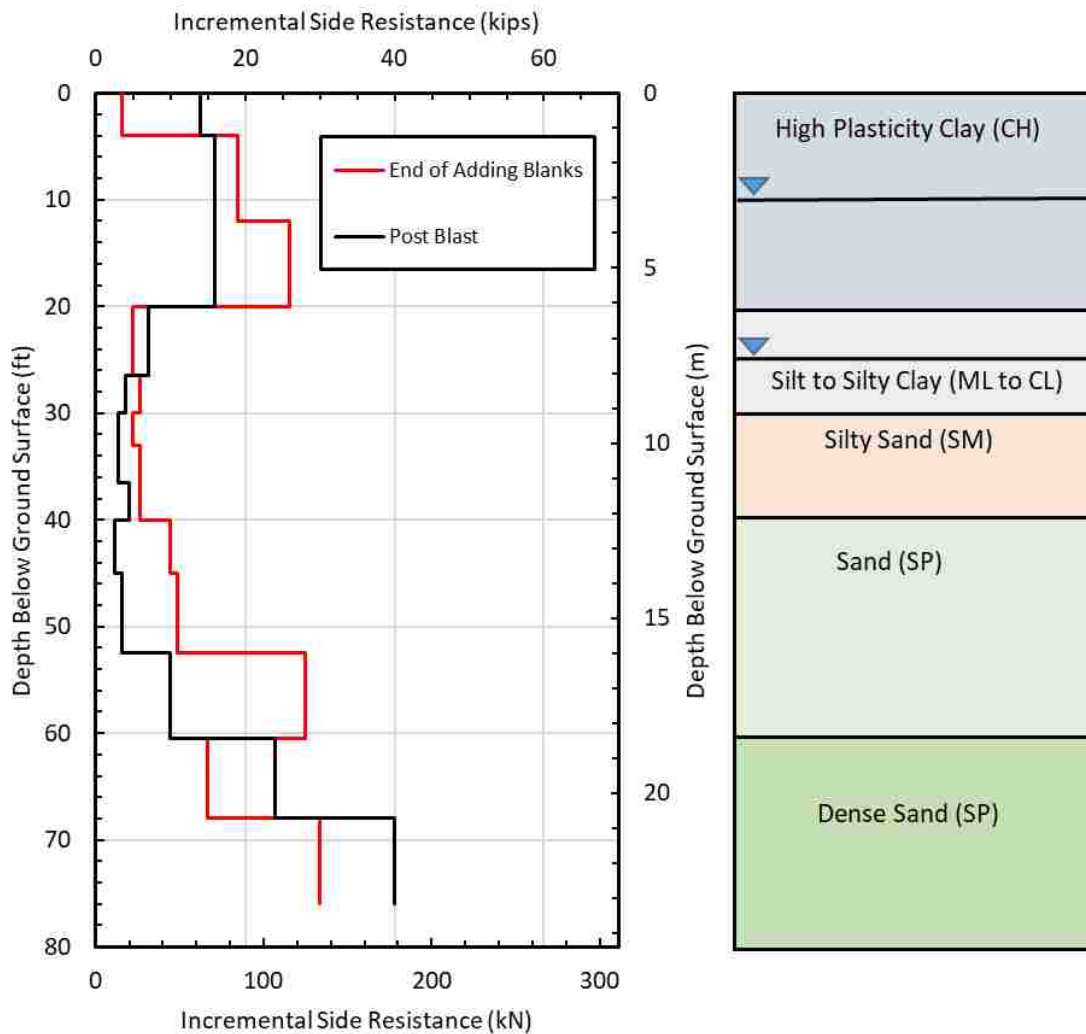 Incremental Side Resistance (kips)
0 20 40 60
0
10
20
30
40
50
60
70
80
Depth Below Ground Surface (ft)
End of Adding Blanks
Post Blast
0
5
10
15
20
Depth Below Ground Surface (m)
0 100 200 300
Incremental Side Resistance (kN)
High Plasticity Clay (CH)
Silt to Silty Clay (ML to CL)
Silty Sand (SM)
Sand (SP)
Dense Sand (SP)